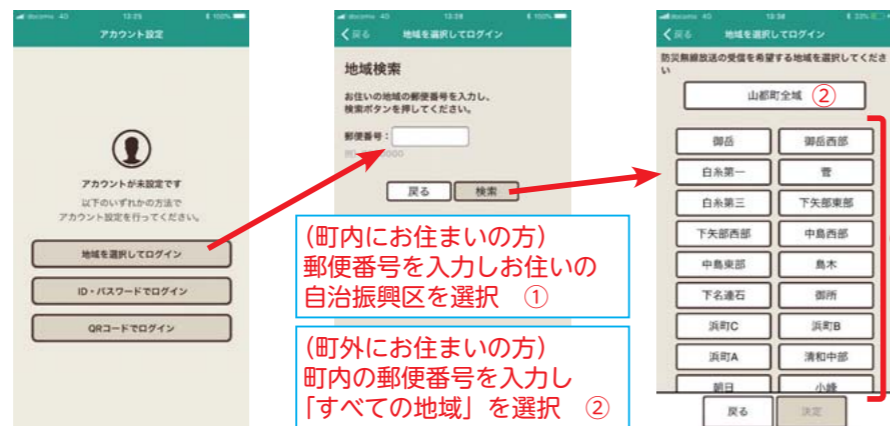 docomo 4G 13:25 100%
アカウント設定
アカウントが未設定です
以下のいずれかの方法で
アカウント設定を行ってください。
地域を選択してログイン
ID・パスワードでログイン
QRコードでログイン
docomo 4G 13:28 100%
戻る 地域を選択してログイン
地域検索
お住いの地域の郵便番号を入力し、
検索ボタンを押してください。
郵便番号：
戻る 検索
(町内にお住まいの方)
郵便番号を入力しお住いの
自治振興区を選択 ①
(町外にお住まいの方)
町内の郵便番号を入力し
「すべての地域」を選択 ②
docomo 4G 13:38 33%
戻る 地域を選択してログイン
防災無線放送の受信を希望する地域を選択してくださ
い
山都町全域 ②
御岳 御岳西部
白糸第一 菅
白糸第三 下矢部東部
下矢部西部 中島西部
中島東部 島木
下名連石 御所
浜町C 浜町B
浜町A 清和中部
朝日 小峰
戻る 決定